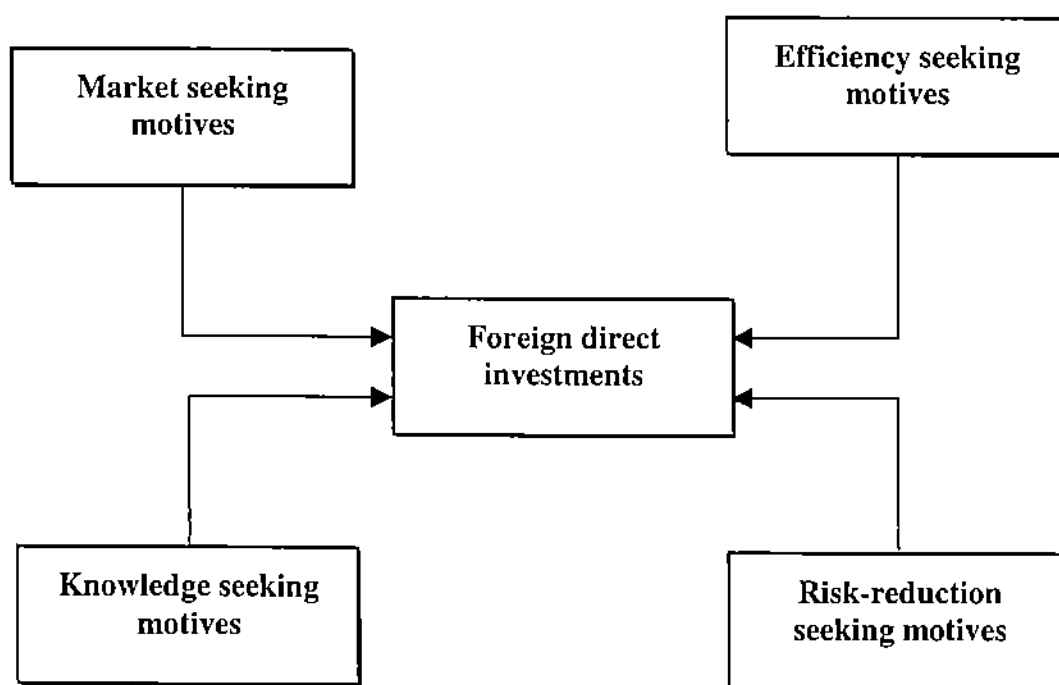 Market seeking
motives
Efficiency seeking
motives
Foreign direct
investments
Knowledge seeking
motives
Risk-reduction
seeking motives